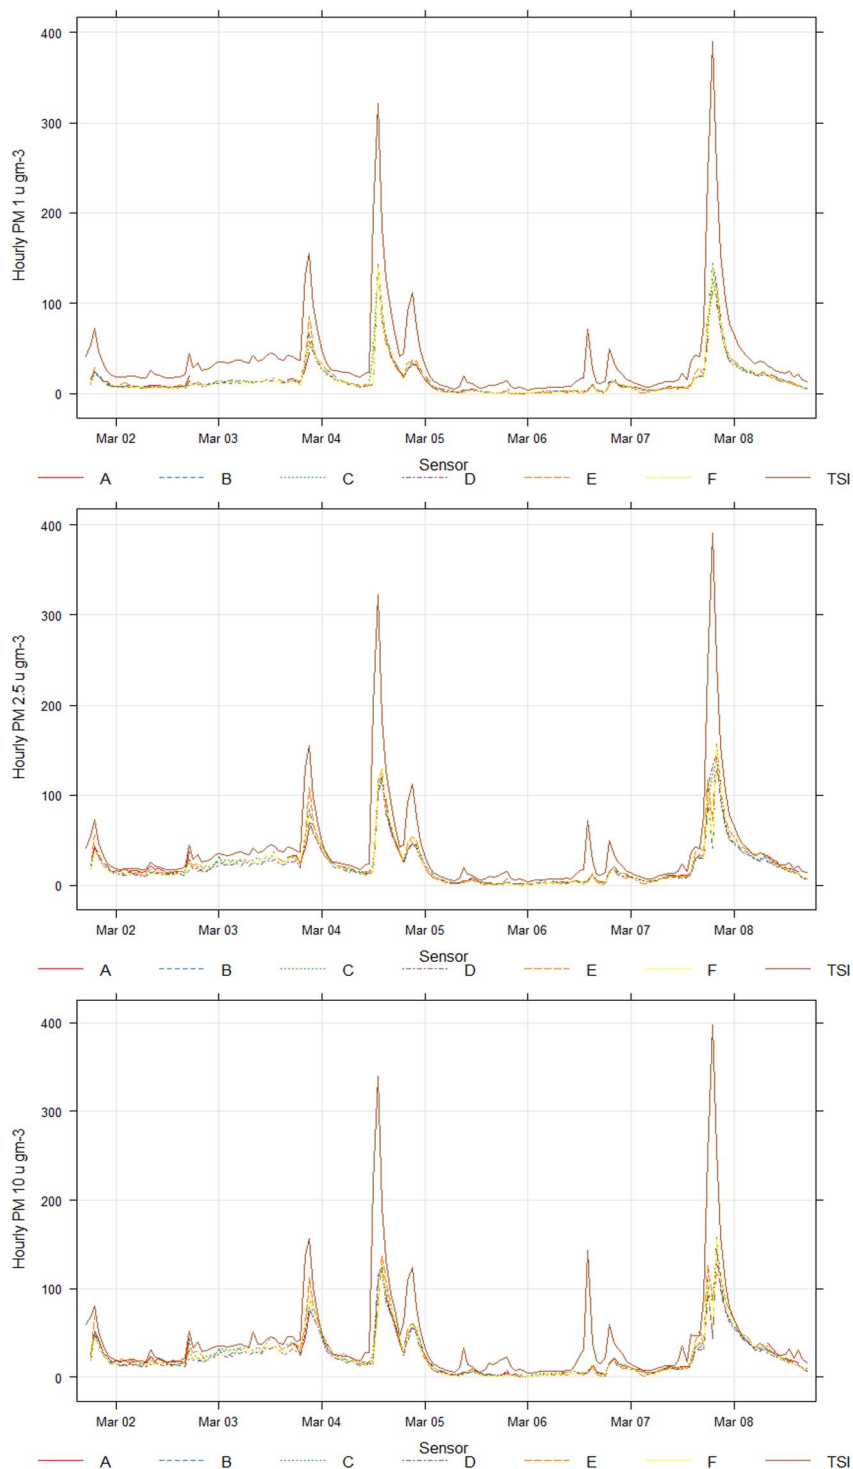 400
300
200
100
0
Hourly PM 1 u gm-3
Mar 02 Mar 03 Mar 04 Mar 05 Mar 06 Mar 07 Mar 08
Sensor
A B C D E F TSI
400
300
200
100
0
Hourly PM 2.5 u gm-3
Mar 02 Mar 03 Mar 04 Mar 05 Mar 06 Mar 07 Mar 08
Sensor
A B C D E F TSI
400
300
200
100
0
Hourly PM 10 u gm-3
Mar 02 Mar 03 Mar 04 Mar 05 Mar 06 Mar 07 Mar 08
Sensor
A B C D E F TSI